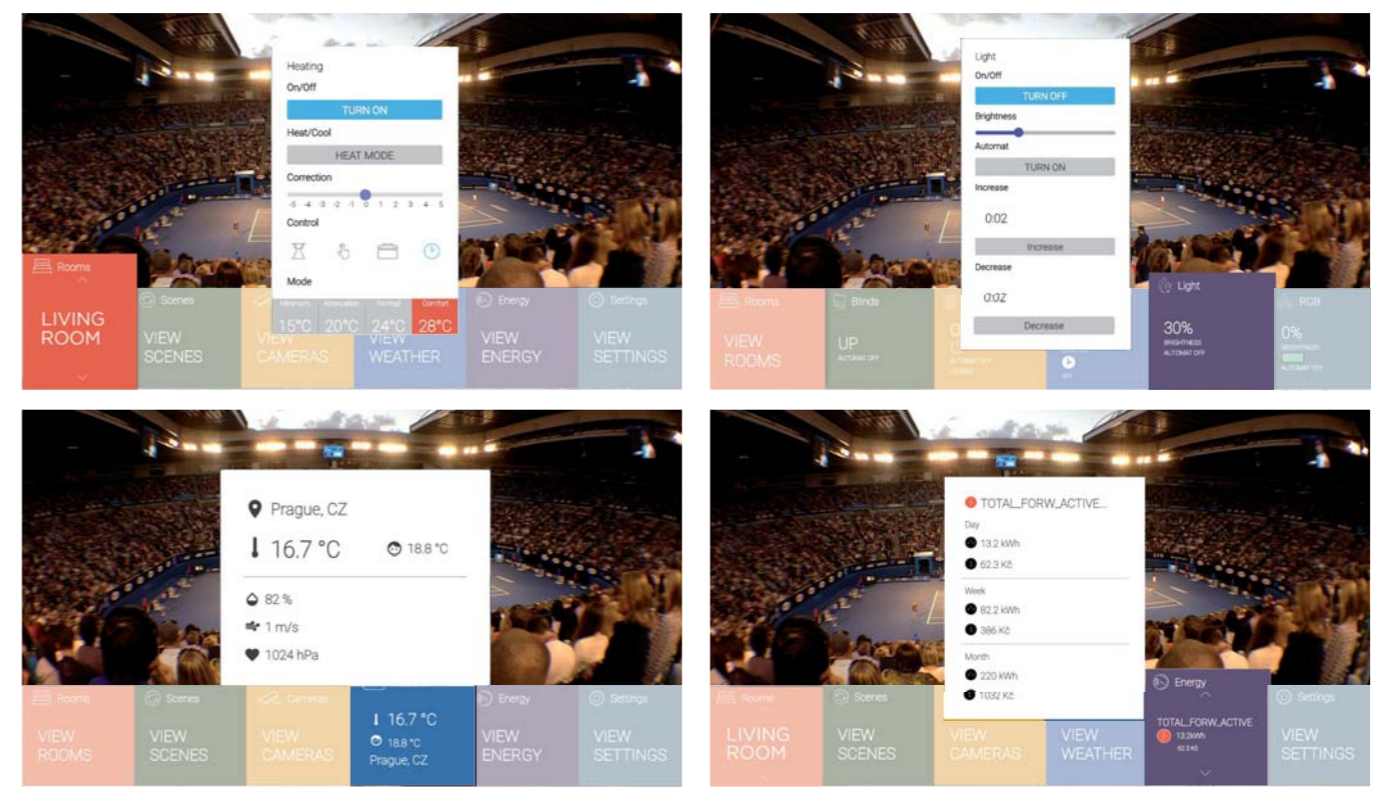 Heating
On/Off
TURN ON
Heat/Cool
HEAT MODE
Correction
-5 -4 -3 -2 -1 0 1 2 3 4 5
Control
Mode
Minimum Attenuation Normal Comfort
15°C 20°C 24°C 28°C
Rooms
LIVING
ROOM
Scenes
VIEW
SCENES
VIEW
CAMERAS
VIEW
WEATHER
Energy
VIEW
ENERGY
Settings
VIEW
SETTINGS
Light
On/Off
TURN OFF
Brightness
Automat
TURN ON
Increase
0:02
Increase
Decrease
0:02
Decrease
Rooms
VIEW
ROOMS
Blinds
UP
AUTOMAT OFF
AUTOMAT OFF
OFF
Light
30%
BRIGHTNESS
AUTOMAT OFF
RGB
0%
BRIGHTNESS
AUTOMAT OFF
Prague, CZ
16.7 °C
18.8 °C
82 %
1 m/s
1024 hPa
Rooms
VIEW
ROOMS
Scenes
VIEW
SCENES
Cameras
VIEW
CAMERAS
16.7 °C
18.8 °C
Prague, CZ
Energy
VIEW
ENERGY
Settings
VIEW
SETTINGS
TOTAL_FORW_ACTIVE...
Day
13.2 kWh
62.3 Kč
Week
82.2 kWh
386 Kč
Month
220 kWh
1032 Kč
Rooms
LIVING
ROOM
Scenes
VIEW
SCENES
VIEW
CAMERAS
VIEW
WEATHER
Energy
TOTAL_FORW_ACTIVE
13.2kWh
62.3 Kč
Settings
VIEW
SETTINGS